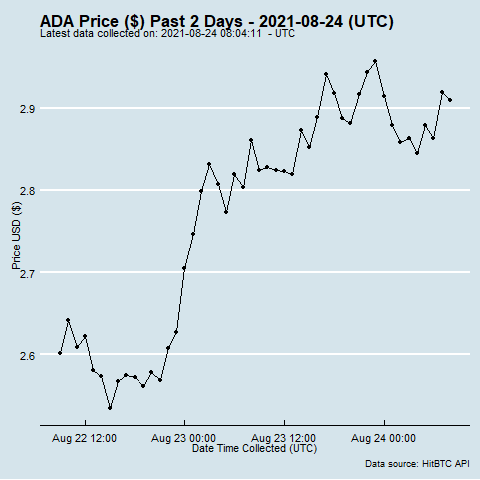 ADA Price ($) Past 2 Days - 2021-08-24 (UTC)
Latest data collected on: 2021-08-24 08:04:11  - UTC
2.9
2.8
2.7
2.6
Price USD ($)
Aug 22 12:00 Aug 23 00:00 Aug 23 12:00 Aug 24 00:00
Date Time Collected (UTC)
Data source: HitBTC API